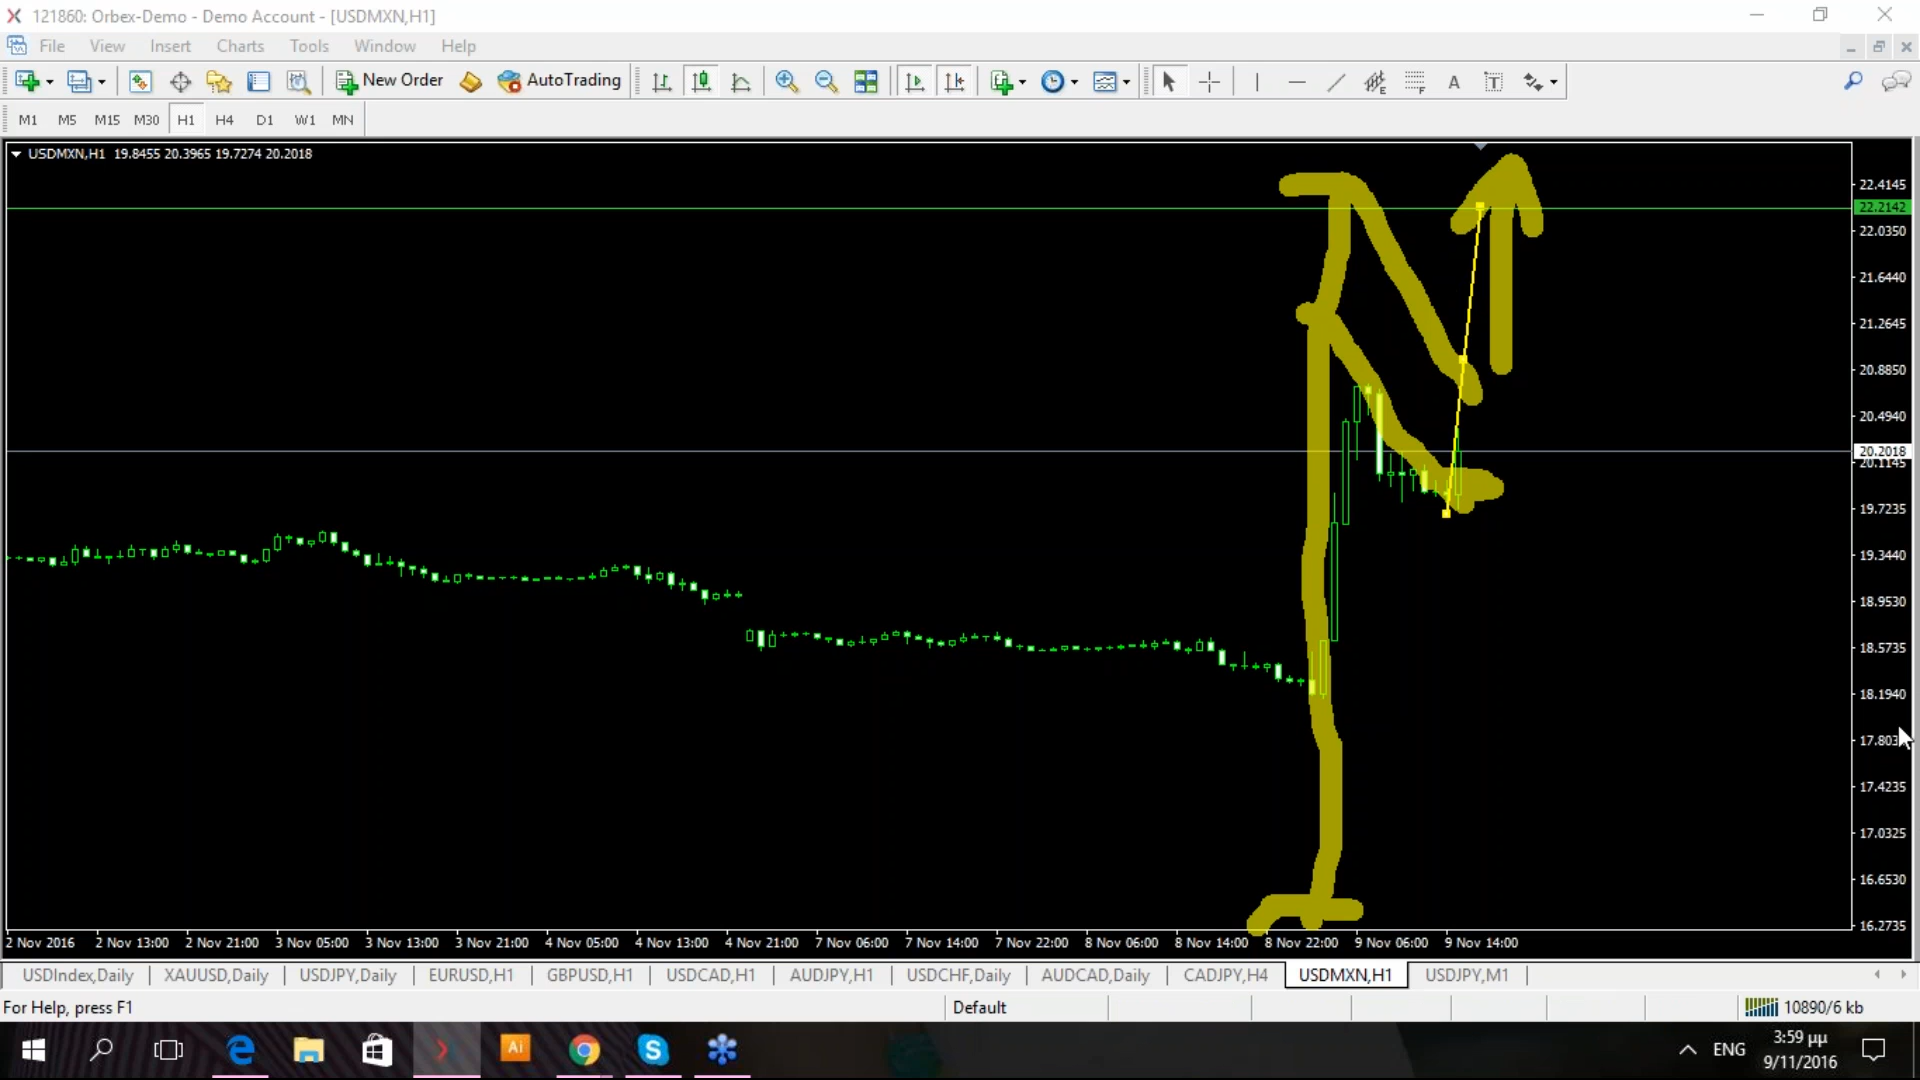 121860: Orbex-Demo - Demo Account - [USDMXN,H1]
File View Insert Charts Tools Window Help
New Order AutoTrading
M1 M5 M15 M30 H1 H4 D1 W1 MN
USDMXN,H1 19.8455 20.3965 19.7274 20.2018
22.4145
22.2142
22.0350
21.6440
21.2645
20.8850
20.4940
20.2018
20.1145
19.7235
19.3440
18.9530
18.5735
18.1940
17.4235
17.0325
16.6530
16.2735
2 Nov 2016 2 Nov 13:00 2 Nov 21:00 3 Nov 05:00 3 Nov 13:00 3 Nov 21:00 4 Nov 05:00 4 Nov 13:00 4 Nov 21:00 7 Nov 06:00 7 Nov 14:00 7 Nov 22:00 8 Nov 06:00 8 Nov 14:00 8 Nov 22:00 9 Nov 06:00 9 Nov 14:00
USDIndex,Daily XAUUSD,Daily USDJPY,Daily EURUSD,H1 GBPUSD,H1 USDCAD,H1 AUDJPY,H1 USDCHF,Daily AUDCAD,Daily CADJPY,H4 USDMXN,H1 USDJPY,M1
For Help, press F1 Default 10890/6 kb
Ai ENG 3:59 μμ
9/11/2016